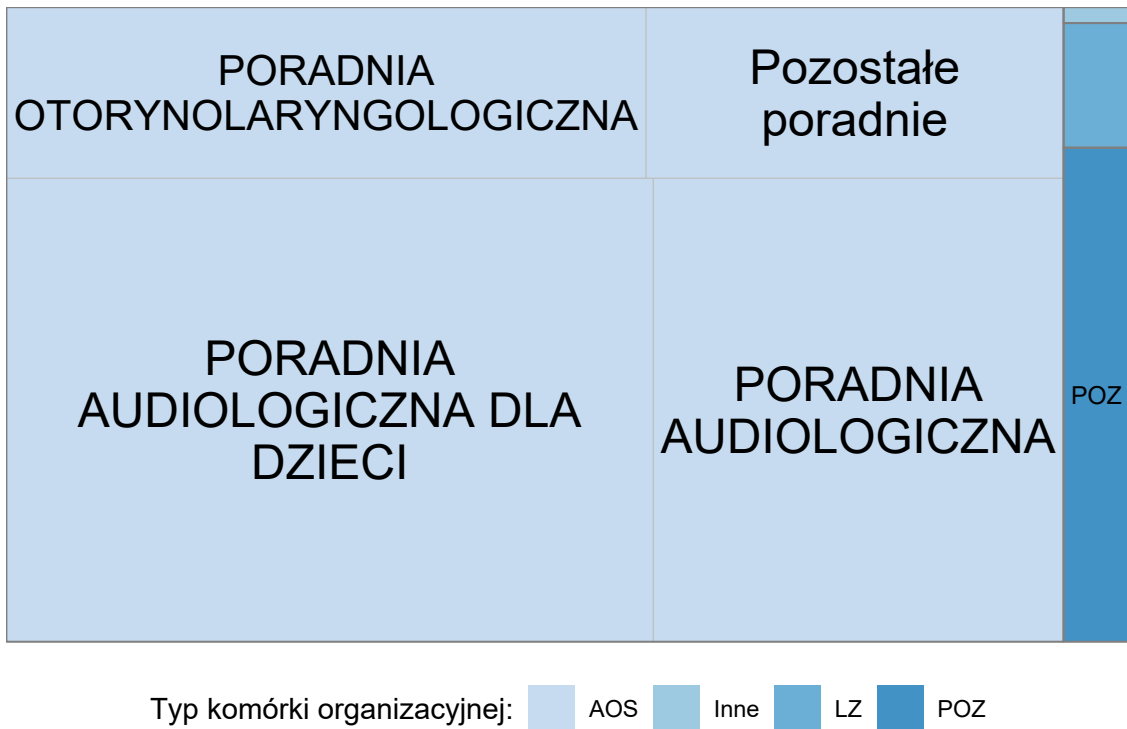 PORADNIA
OTORYNOLARYNGOLOGICZNA
Pozostałe
poradnie
PORADNIA
AUDIOLOGICZNA DLA
DZIECI
PORADNIA
AUDIOLOGICZNA
POZ
Typ komórki organizacyjnej: AOS Inne LZ POZ